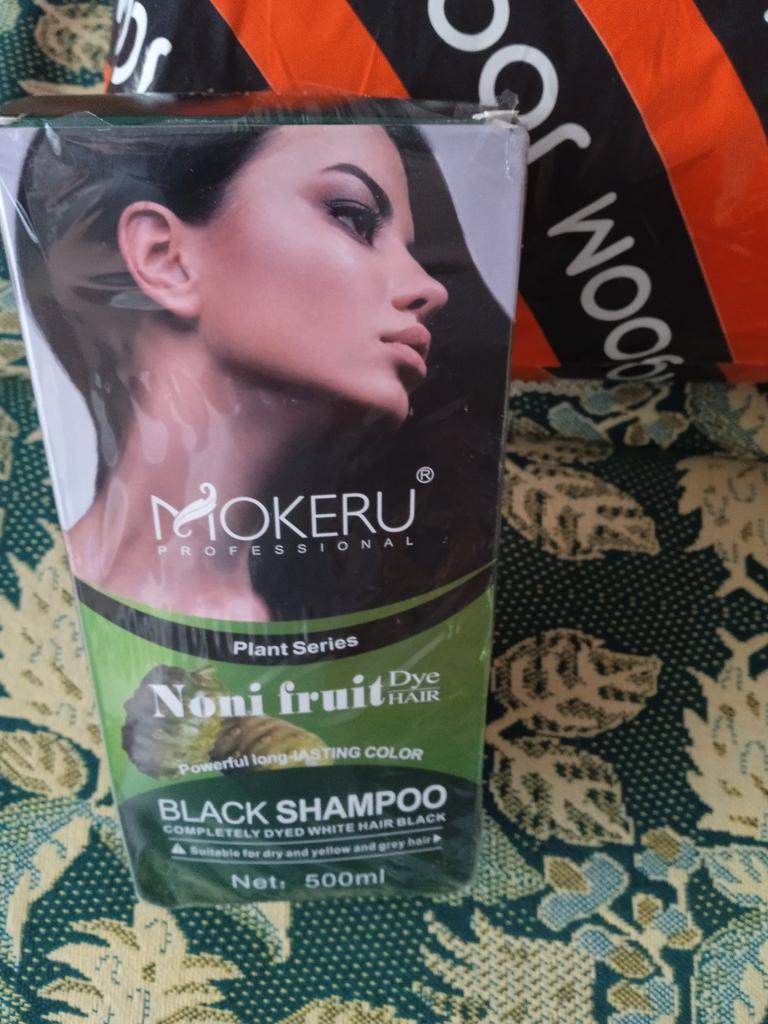 MOKERU®
PROFESSIONAL
Plant Series
Noni fruit Dye HAIR
Powerful long-LASTING COLOR
BLACK SHAMPOO
COMPLETELY DYED WHITE HAIR BLACK
Suitable for dry and yellow and grey hair
Net: 500ml